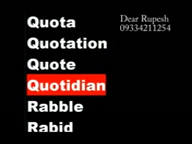 Quota
Quotation
Quote
Quotidian
Rabble
Rabid
Dear Rupesh
09334211254